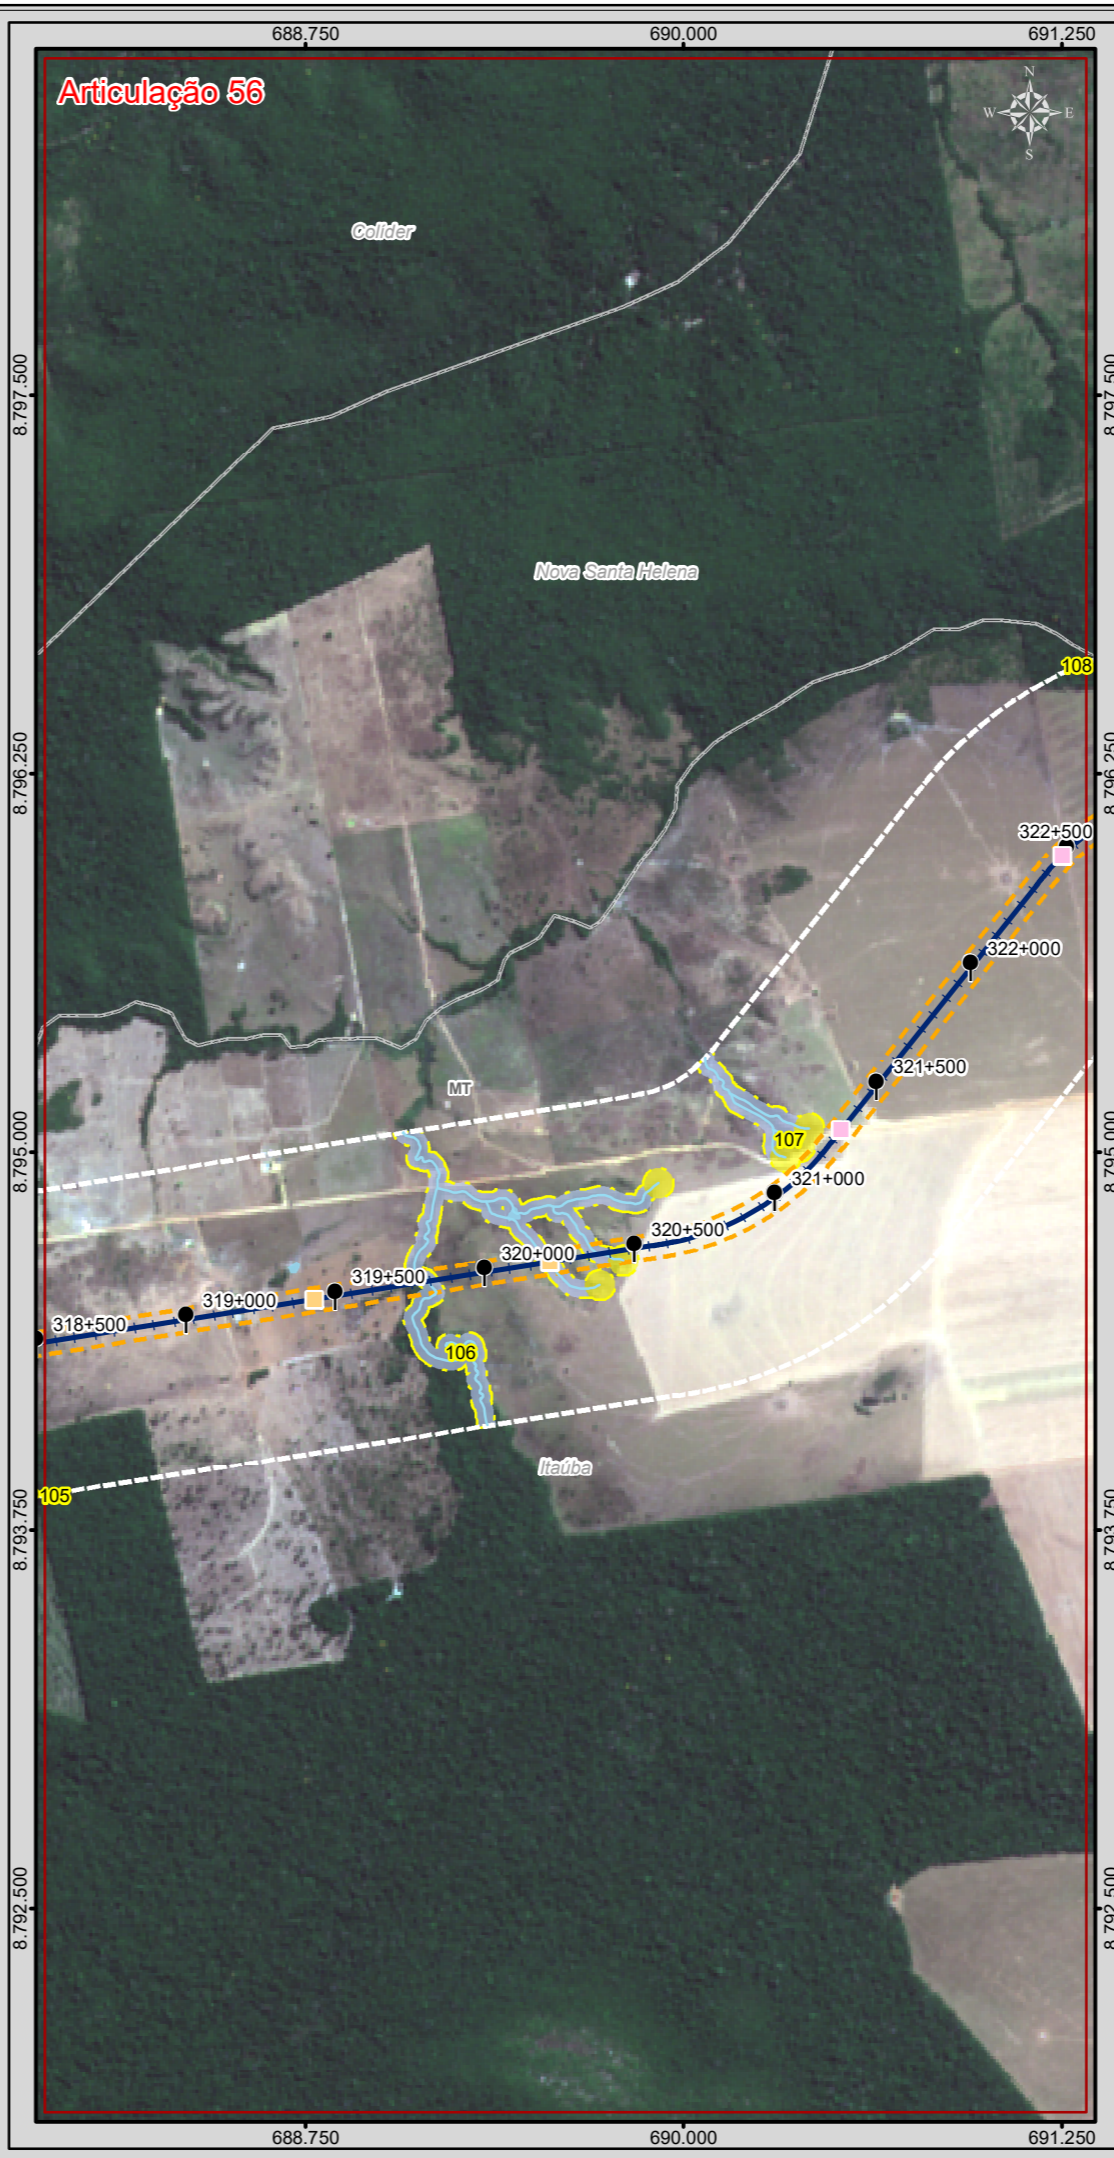 688.750 690.000 691.250
Articulação 56
N
W E
S
Colíder
8.797.500 8.797.500
Nova Santa Helena
108
8.796.250 8.796.250
322+500
322+000
321+500
MT
107
8.795.000 8.795.000
321+000
320+500
320+000
319+500
319+000
318+500
106
Itaúba
105
8.793.750 8.793.750
8.792.500 8.792.500
688.750 690.000 691.250